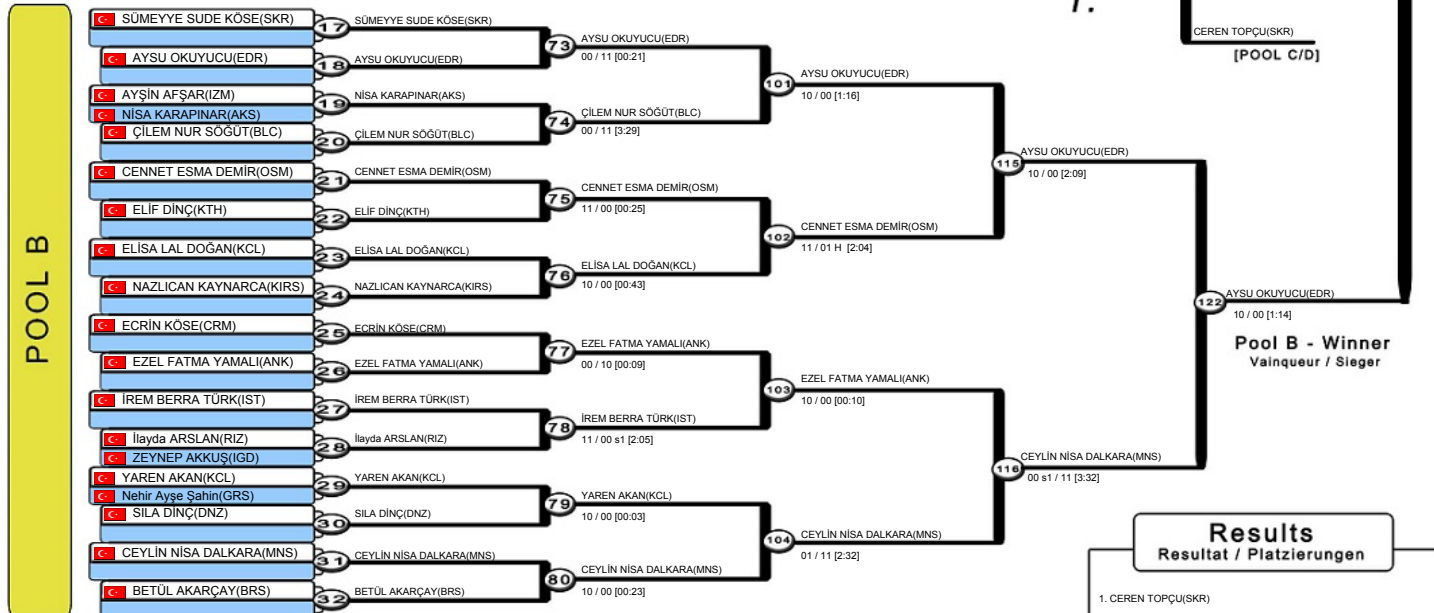 POOL B
SÜMEYYE SUDE KÖSE(SKR)
AYSU OKUYUCU(EDR)
AYŞİN AFŞAR(IZM)
NİSA KARAPINAR(AKS)
ÇİLEM NUR SÖĞÜT(BLC)
CENNET ESMA DEMİR(OSM)
ELİF DİNÇ(KTH)
ELİSA LAL DOĞAN(KCL)
NAZLICAN KAYNARCA(KIRS)
ECRİN KÖSE(CRM)
EZEL FATMA YAMALI(ANK)
İREM BERRA TÜRK(IST)
İlayda ARSLAN(RIZ)
ZEYNEP AKKUŞ(IGD)
YAREN AKAN(KCL)
Nehir Ayşe Şahin(GRS)
SILA DİNÇ(DNZ)
CEYLİN NİSA DALKARA(MNS)
BETÜL AKARÇAY(BRS)
17 SÜMEYYE SUDE KÖSE(SKR)
18 AYSU OKUYUCU(EDR)
19 NİSA KARAPINAR(AKS)
20 ÇİLEM NUR SÖĞÜT(BLC)
21 CENNET ESMA DEMİR(OSM)
22 ELİF DİNÇ(KTH)
23 ELİSA LAL DOĞAN(KCL)
24 NAZLICAN KAYNARCA(KIRS)
25 ECRİN KÖSE(CRM)
26 EZEL FATMA YAMALI(ANK)
27 İREM BERRA TÜRK(IST)
28 İlayda ARSLAN(RIZ)
29 YAREN AKAN(KCL)
30 SILA DİNÇ(DNZ)
31 CEYLİN NİSA DALKARA(MNS)
32 BETÜL AKARÇAY(BRS)
73 AYSU OKUYUCU(EDR)
00 / 11 [00:21]
74 ÇİLEM NUR SÖĞÜT(BLC)
00 / 11 [3:29]
75 CENNET ESMA DEMİR(OSM)
11 / 00 [00:25]
76 ELİSA LAL DOĞAN(KCL)
10 / 00 [00:43]
77 EZEL FATMA YAMALI(ANK)
00 / 10 [00:09]
78 İREM BERRA TÜRK(IST)
11 / 00 s1 [2:05]
79 YAREN AKAN(KCL)
10 / 00 [00:03]
80 CEYLİN NİSA DALKARA(MNS)
10 / 00 [00:23]
101 AYSU OKUYUCU(EDR)
10 / 00 [1:16]
102 CENNET ESMA DEMİR(OSM)
11 / 01 H [2:04]
103 EZEL FATMA YAMALI(ANK)
10 / 00 [00:10]
104 CEYLİN NİSA DALKARA(MNS)
01 / 11 [2:32]
115 AYSU OKUYUCU(EDR)
10 / 00 [2:09]
116 CEYLİN NİSA DALKARA(MNS)
00 s1 / 11 [3:32]
122 AYSU OKUYUCU(EDR)
10 / 00 [1:14]
Pool B - Winner
Vainqueur / Sieger
CEREN TOPÇU(SKR)
[POOL C/D]
Results
Resultat / Platzierungen
1. CEREN TOPÇU(SKR)